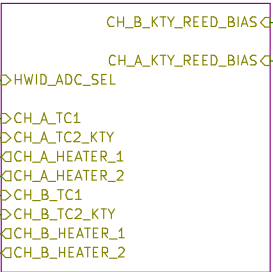 CH_B_KTY_REED_BIAS
CH_A_KTY_REED_BIAS
HWID_ADC_SEL
CH_A_TC1
CH_A_TC2_KTY
CH_A_HEATER_1
CH_A_HEATER_2
CH_B_TC1
CH_B_TC2_KTY
CH_B_HEATER_1
CH_B_HEATER_2